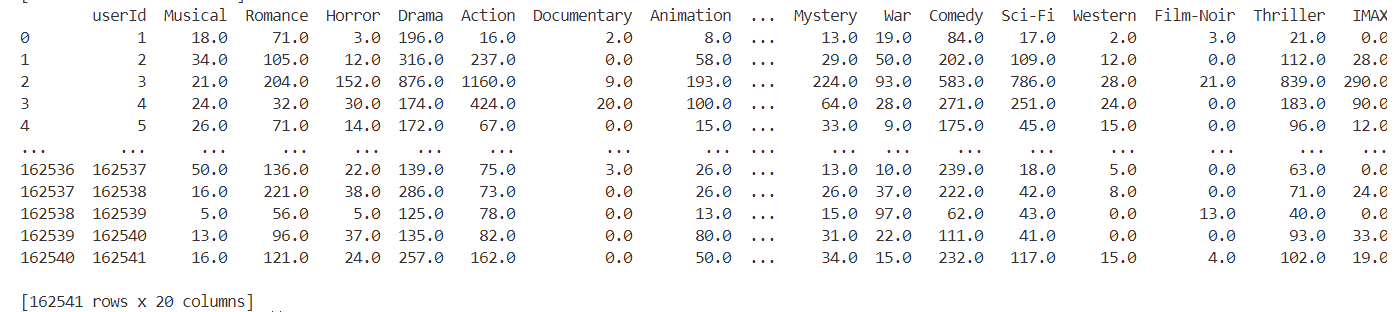 userId Musical Romance Horror Drama Action Documentary Animation ... Mystery War Comedy Sci-Fi Western Film-Noir Thriller IMAX
0 1 18.0 71.0 3.0 196.0 16.0 2.0 8.0 ... 13.0 19.0 84.0 17.0 2.0 3.0 21.0 0.0
1 2 34.0 105.0 12.0 316.0 237.0 0.0 58.0 ... 29.0 50.0 202.0 109.0 12.0 0.0 112.0 28.0
2 3 21.0 204.0 152.0 876.0 1160.0 9.0 193.0 ... 224.0 93.0 583.0 786.0 28.0 21.0 839.0 290.0
3 4 24.0 32.0 30.0 174.0 424.0 20.0 100.0 ... 64.0 28.0 271.0 251.0 24.0 0.0 183.0 90.0
4 5 26.0 71.0 14.0 172.0 67.0 0.0 15.0 ... 33.0 9.0 175.0 45.0 15.0 0.0 96.0 12.0
... ... ... ... ... ... ... ... ... ... ... ... ... ... ... ... ... ...
162536 162537 50.0 136.0 22.0 139.0 75.0 3.0 26.0 ... 13.0 10.0 239.0 18.0 5.0 0.0 63.0 0.0
162537 162538 16.0 221.0 38.0 286.0 73.0 0.0 26.0 ... 26.0 37.0 222.0 42.0 8.0 0.0 71.0 24.0
162538 162539 5.0 56.0 5.0 125.0 78.0 0.0 13.0 ... 15.0 97.0 62.0 43.0 0.0 13.0 40.0 0.0
162539 162540 13.0 96.0 37.0 135.0 82.0 0.0 80.0 ... 31.0 22.0 111.0 41.0 0.0 0.0 93.0 33.0
162540 162541 16.0 121.0 24.0 257.0 162.0 0.0 50.0 ... 34.0 15.0 232.0 117.0 15.0 4.0 102.0 19.0
[162541 rows x 20 columns]